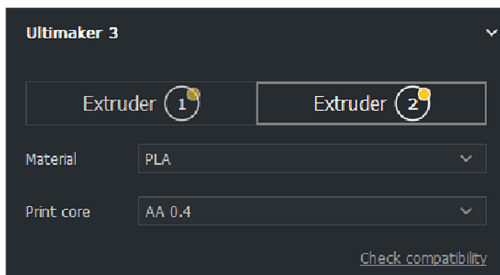 Ultimaker 3
Extruder 1 Extruder 2
Material PLA
Print core AA 0.4
Check compatibility